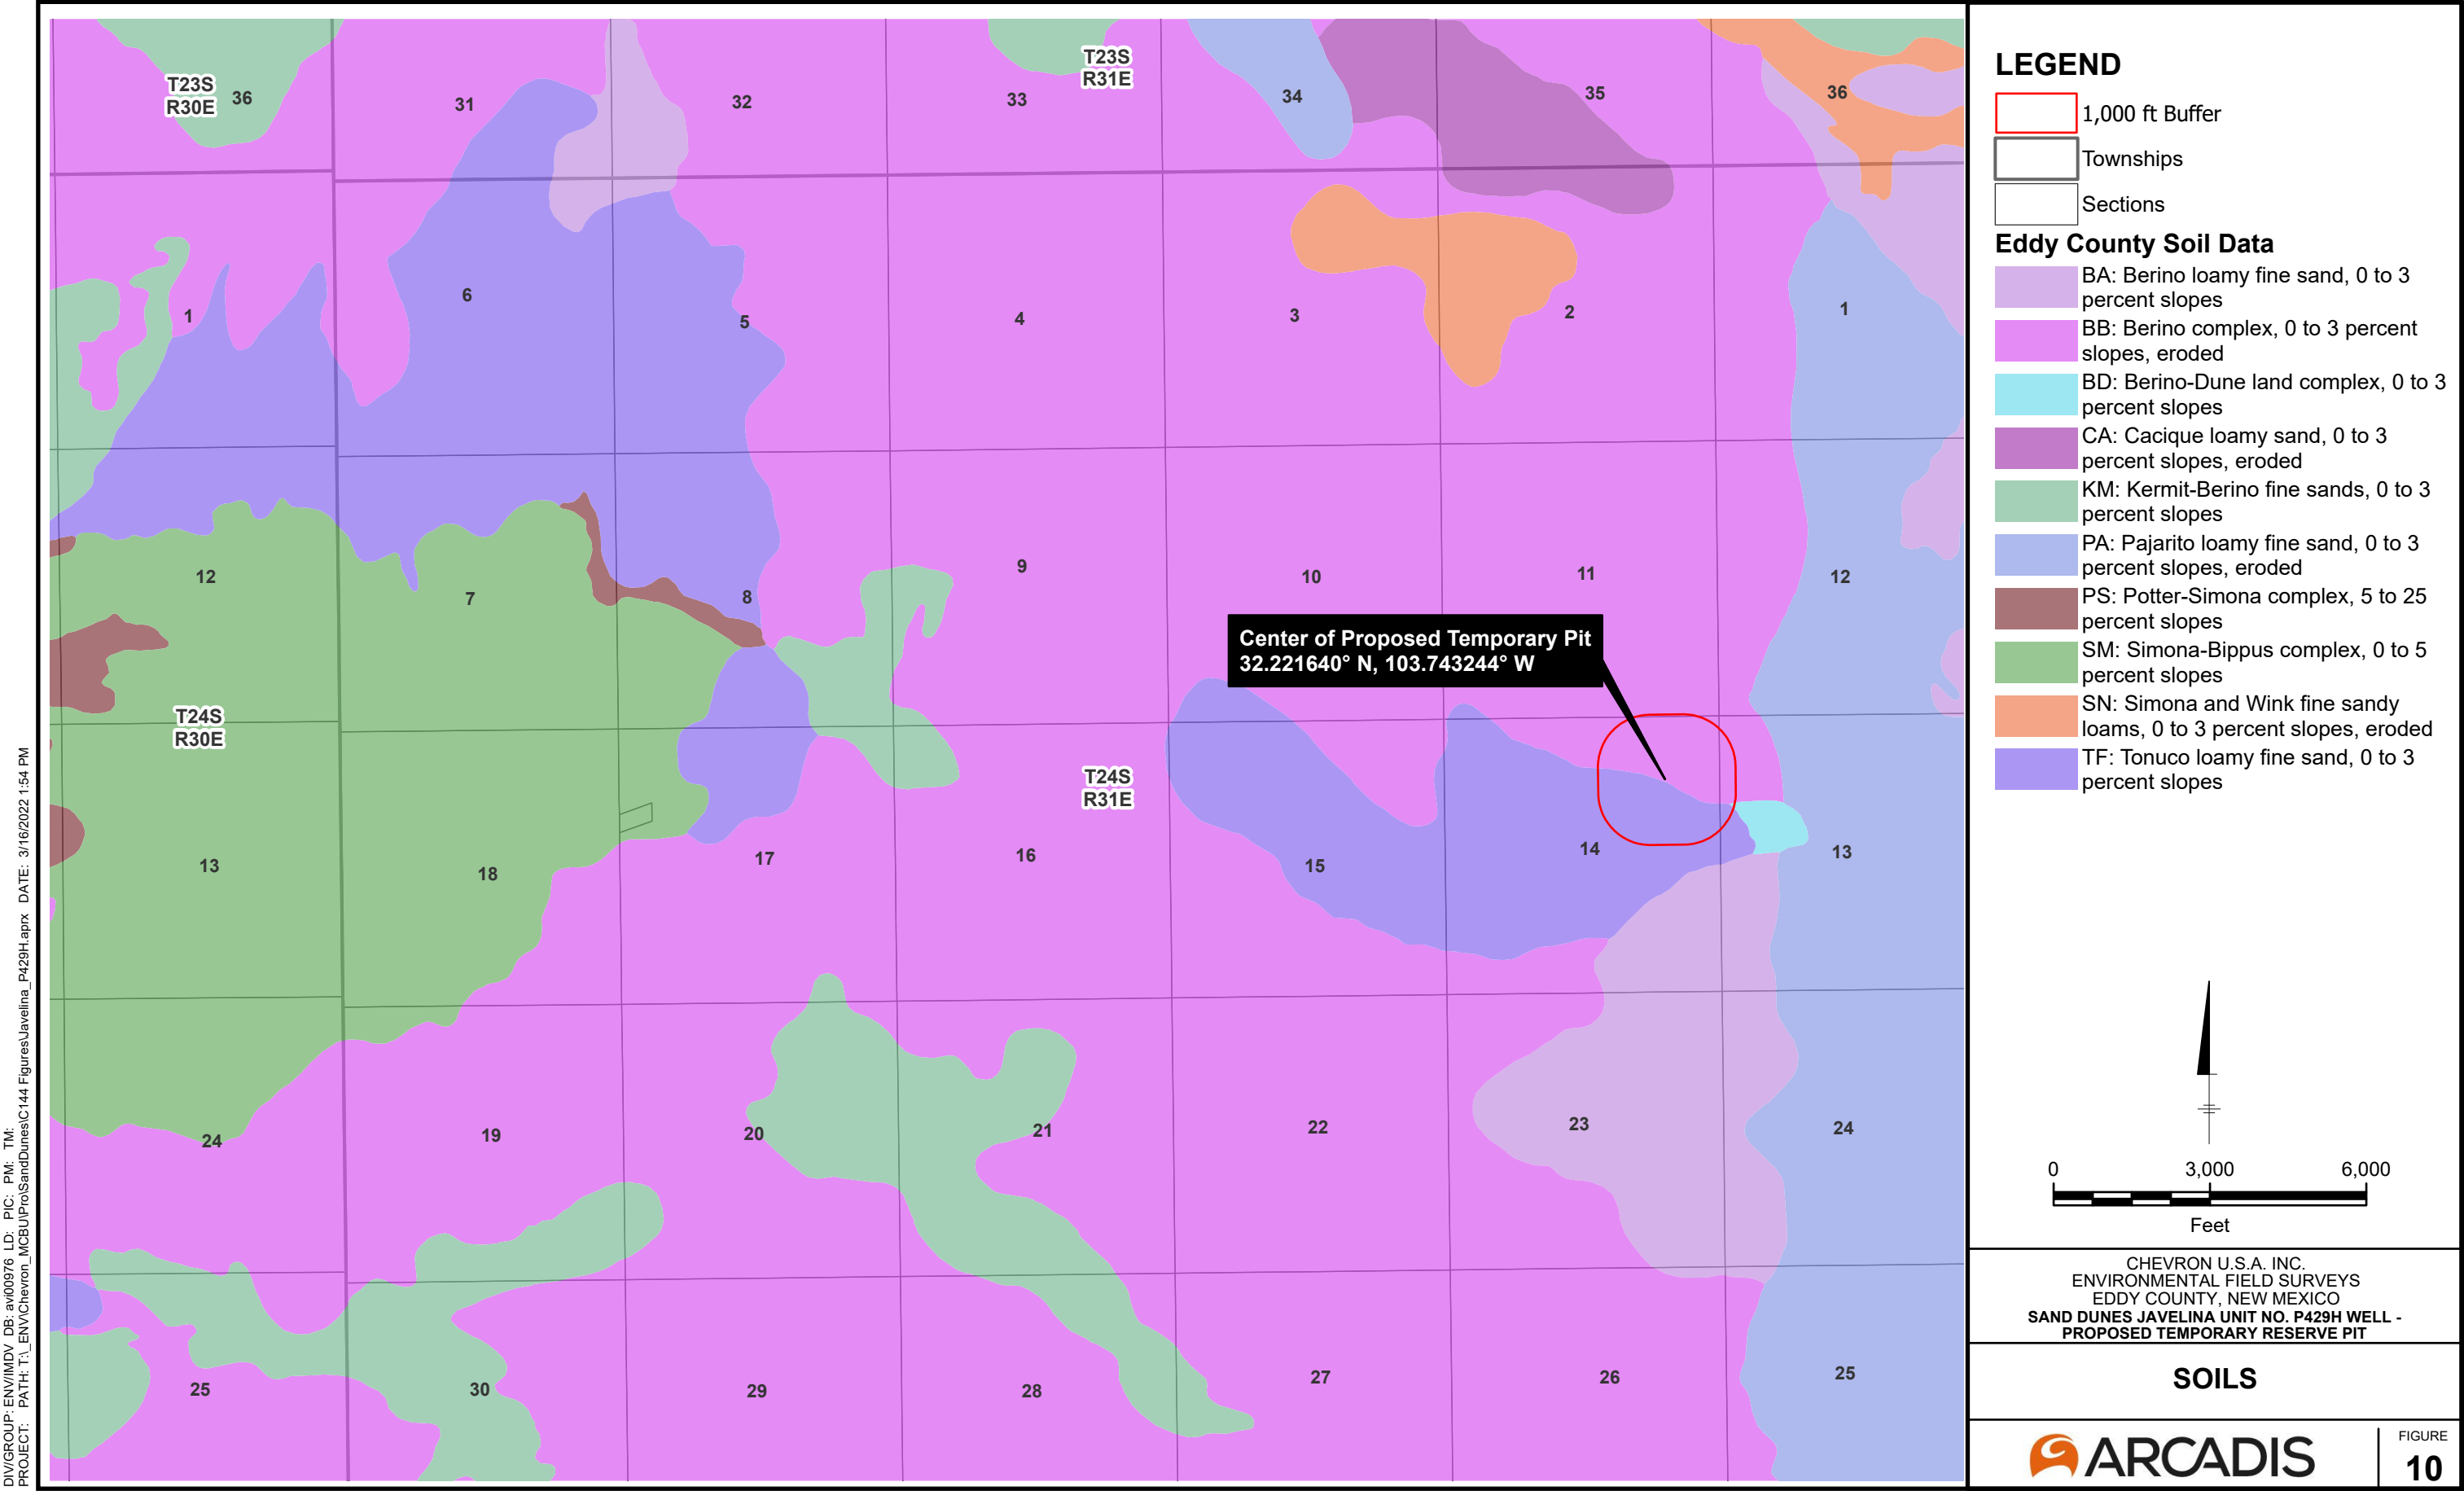 T23S
R30E
36
31
32
33
T23S
R31E
34
35
36
1
6
5
4
3
2
1
12
7
8
9
10
11
12
Center of Proposed Temporary Pit
32.221640° N, 103.743244° W
T24S
R30E
T24S
R31E
13
18
17
16
15
14
13
24
19
20
21
22
23
24
25
30
29
28
27
26
25
LEGEND
1,000 ft Buffer
Townships
Sections
Eddy County Soil Data
BA: Berino loamy fine sand, 0 to 3
percent slopes
BB: Berino complex, 0 to 3 percent
slopes, eroded
BD: Berino-Dune land complex, 0 to 3
percent slopes
CA: Cacique loamy sand, 0 to 3
percent slopes, eroded
KM: Kermit-Berino fine sands, 0 to 3
percent slopes
PA: Pajarito loamy fine sand, 0 to 3
percent slopes, eroded
PS: Potter-Simona complex, 5 to 25
percent slopes
SM: Simona-Bippus complex, 0 to 5
percent slopes
SN: Simona and Wink fine sandy
loams, 0 to 3 percent slopes, eroded
TF: Tonuco loamy fine sand, 0 to 3
percent slopes
0 3,000 6,000
Feet
CHEVRON U.S.A. INC.
ENVIRONMENTAL FIELD SURVEYS
EDDY COUNTY, NEW MEXICO
SAND DUNES JAVELINA UNIT NO. P429H WELL -
PROPOSED TEMPORARY RESERVE PIT
SOILS
ARCADIS
FIGURE
10
DIV/GROUP: ENV/IMDV DB: avi00976 LD: PIC: PM: TM:
PROJECT: PATH: T:\_ENV\Chevron_MCBU\Pro\SandDunes\C144 Figures\Javelina_P429H.aprx DATE: 3/16/2022 1:54 PM